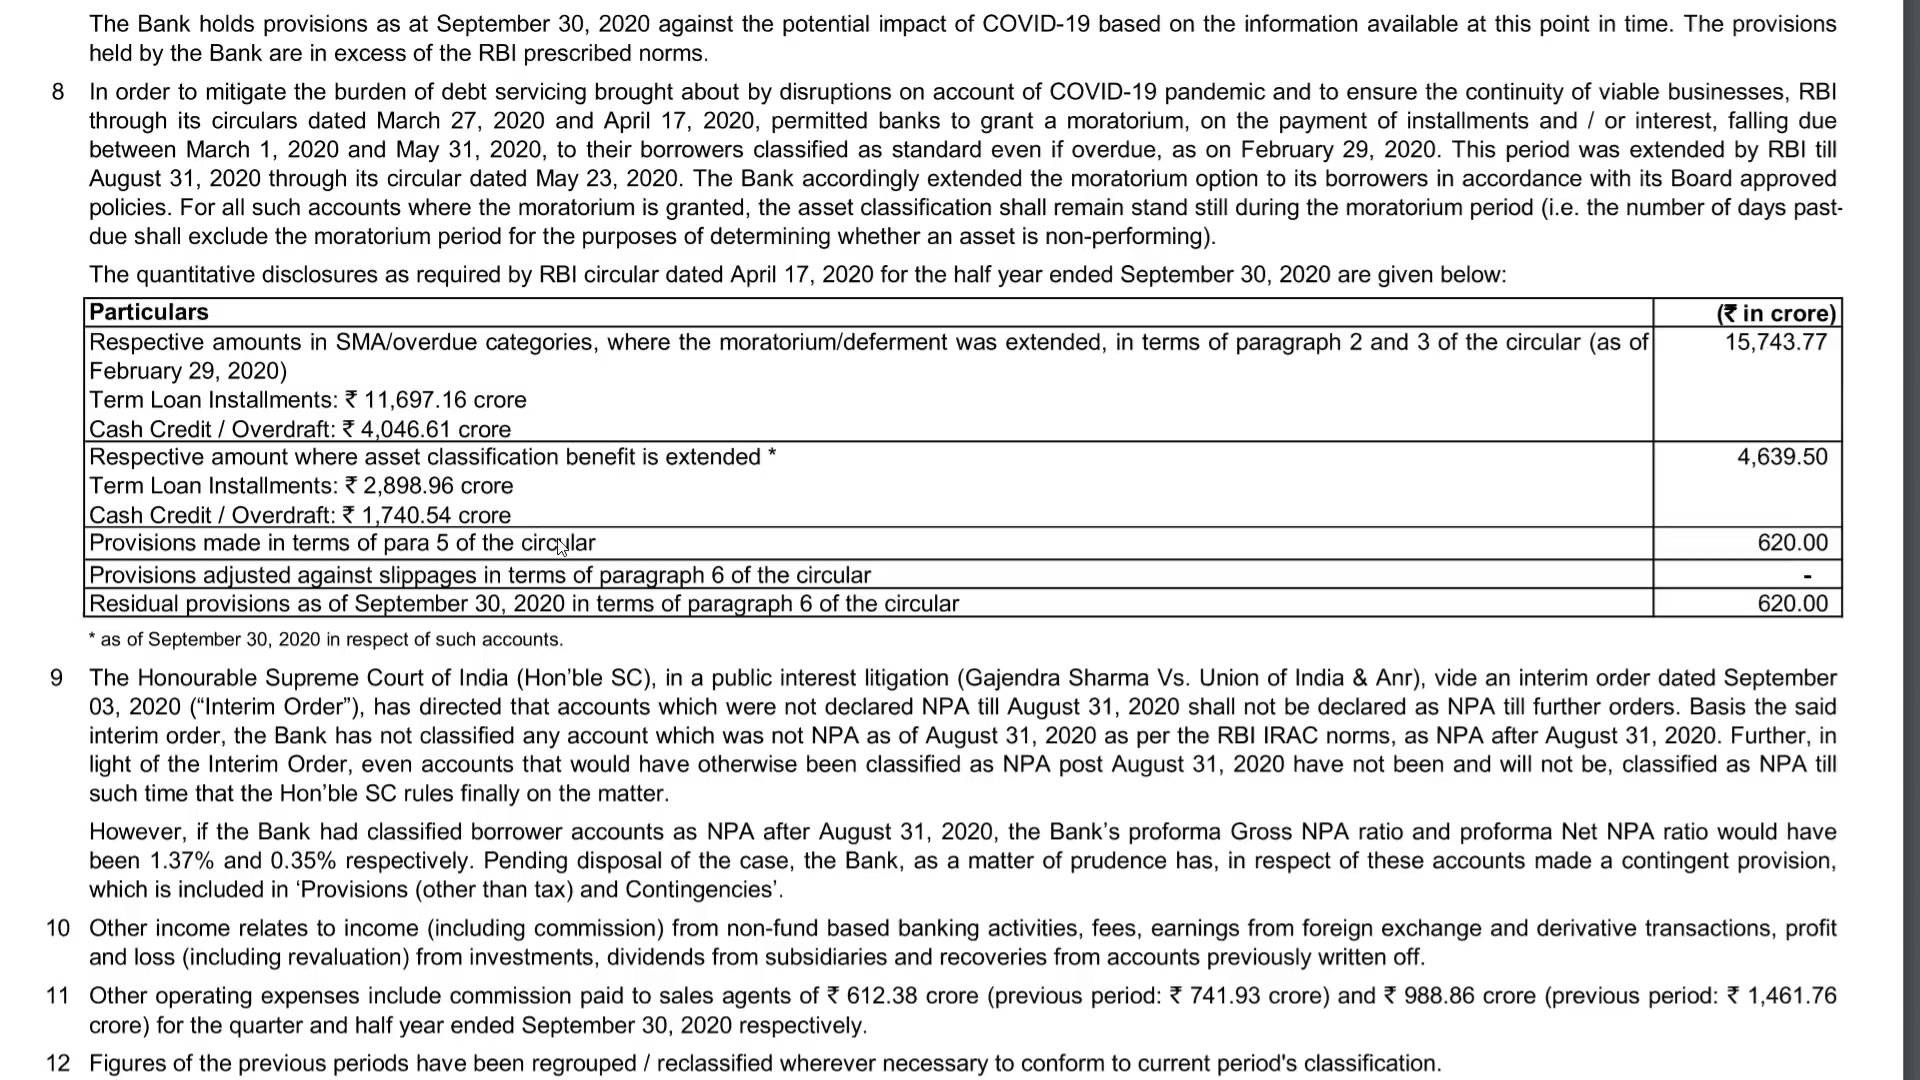 The Bank holds provisions as at September 30, 2020 against the potential impact of COVID-19 based on the information available at this point in time. The provisions
held by the Bank are in excess of the RBI prescribed norms.
8 In order to mitigate the burden of debt servicing brought about by disruptions on account of COVID-19 pandemic and to ensure the continuity of viable businesses, RBI
through its circulars dated March 27, 2020 and April 17, 2020, permitted banks to grant a moratorium, on the payment of installments and / or interest, falling due
between March 1, 2020 and May 31, 2020, to their borrowers classified as standard even if overdue, as on February 29, 2020. This period was extended by RBI till
August 31, 2020 through its circular dated May 23, 2020. The Bank accordingly extended the moratorium option to its borrowers in accordance with its Board approved
policies. For all such accounts where the moratorium is granted, the asset classification shall remain stand still during the moratorium period (i.e. the number of days past-
due shall exclude the moratorium period for the purposes of determining whether an asset is non-performing).
The quantitative disclosures as required by RBI circular dated April 17, 2020 for the half year ended September 30, 2020 are given below:
Particulars (₹ in crore)
Respective amounts in SMA/overdue categories, where the moratorium/deferment was extended, in terms of paragraph 2 and 3 of the circular (as of 15,743.77
February 29, 2020)
Term Loan Installments: ₹ 11,697.16 crore
Cash Credit / Overdraft: ₹ 4,046.61 crore
Respective amount where asset classification benefit is extended * 4,639.50
Term Loan Installments: ₹ 2,898.96 crore
Cash Credit / Overdraft: ₹ 1,740.54 crore
Provisions made in terms of para 5 of the circular 620.00
Provisions adjusted against slippages in terms of paragraph 6 of the circular -
Residual provisions as of September 30, 2020 in terms of paragraph 6 of the circular 620.00
* as of September 30, 2020 in respect of such accounts.
9 The Honourable Supreme Court of India (Hon’ble SC), in a public interest litigation (Gajendra Sharma Vs. Union of India & Anr), vide an interim order dated September
03, 2020 (“Interim Order”), has directed that accounts which were not declared NPA till August 31, 2020 shall not be declared as NPA till further orders. Basis the said
interim order, the Bank has not classified any account which was not NPA as of August 31, 2020 as per the RBI IRAC norms, as NPA after August 31, 2020. Further, in
light of the Interim Order, even accounts that would have otherwise been classified as NPA post August 31, 2020 have not been and will not be, classified as NPA till
such time that the Hon’ble SC rules finally on the matter.
However, if the Bank had classified borrower accounts as NPA after August 31, 2020, the Bank’s proforma Gross NPA ratio and proforma Net NPA ratio would have
been 1.37% and 0.35% respectively. Pending disposal of the case, the Bank, as a matter of prudence has, in respect of these accounts made a contingent provision,
which is included in ‘Provisions (other than tax) and Contingencies’.
10 Other income relates to income (including commission) from non-fund based banking activities, fees, earnings from foreign exchange and derivative transactions, profit
and loss (including revaluation) from investments, dividends from subsidiaries and recoveries from accounts previously written off.
11 Other operating expenses include commission paid to sales agents of ₹ 612.38 crore (previous period: ₹ 741.93 crore) and ₹ 988.86 crore (previous period: ₹ 1,461.76
crore) for the quarter and half year ended September 30, 2020 respectively.
12 Figures of the previous periods have been regrouped / reclassified wherever necessary to conform to current period's classification.